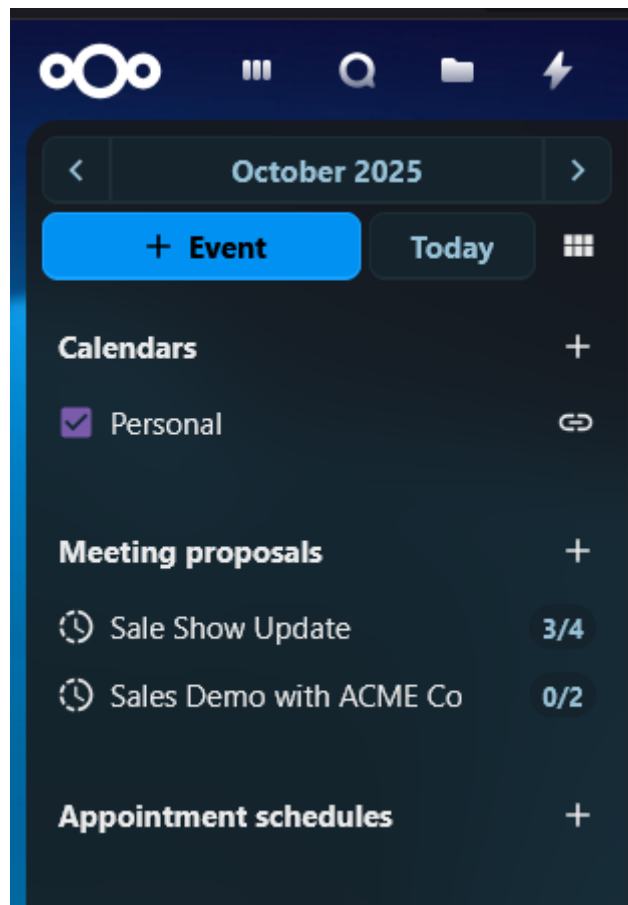 October 2025
+ Event
Today
Calendars
Personal
Meeting proposals
Sale Show Update 3/4
Sales Demo with ACME Co 0/2
Appointment schedules